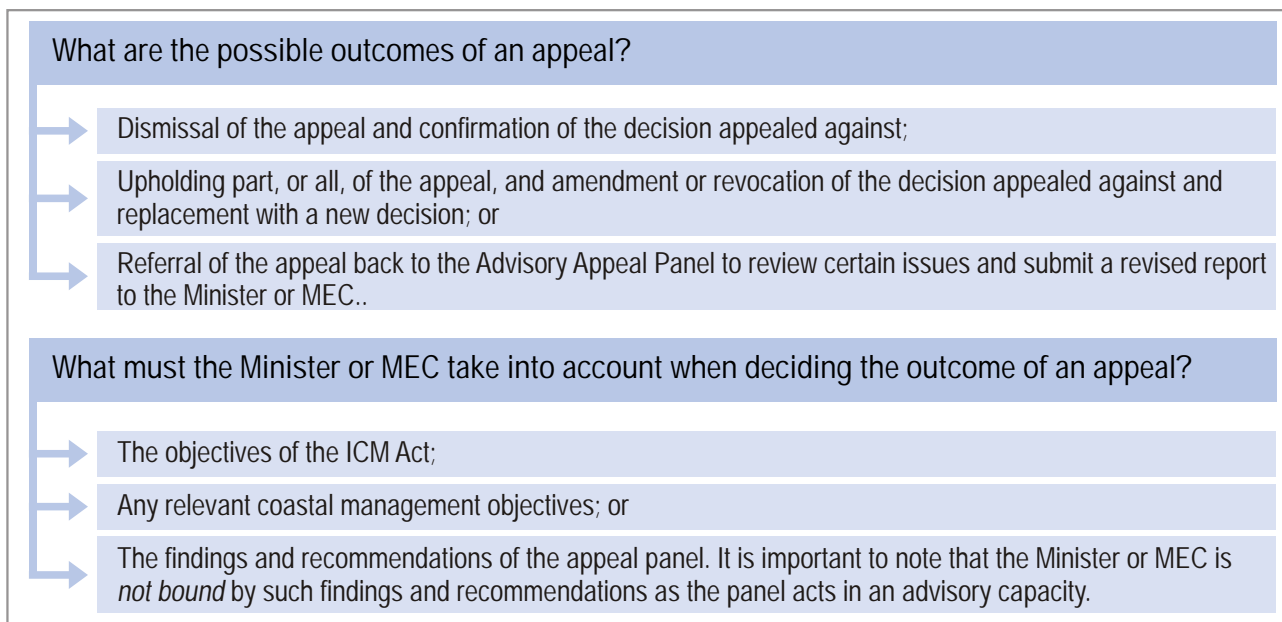 What are the possible outcomes of an appeal?
Dismissal of the appeal and confirmation of the decision appealed against;
Upholding part, or all, of the appeal, and amendment or revocation of the decision appealed against and
replacement with a new decision; or
Referral of the appeal back to the Advisory Appeal Panel to review certain issues and submit a revised report
to the Minister or MEC..
What must the Minister or MEC take into account when deciding the outcome of an appeal?
The objectives of the ICM Act;
Any relevant coastal management objectives; or
The findings and recommendations of the appeal panel. It is important to note that the Minister or MEC is
not bound by such findings and recommendations as the panel acts in an advisory capacity.